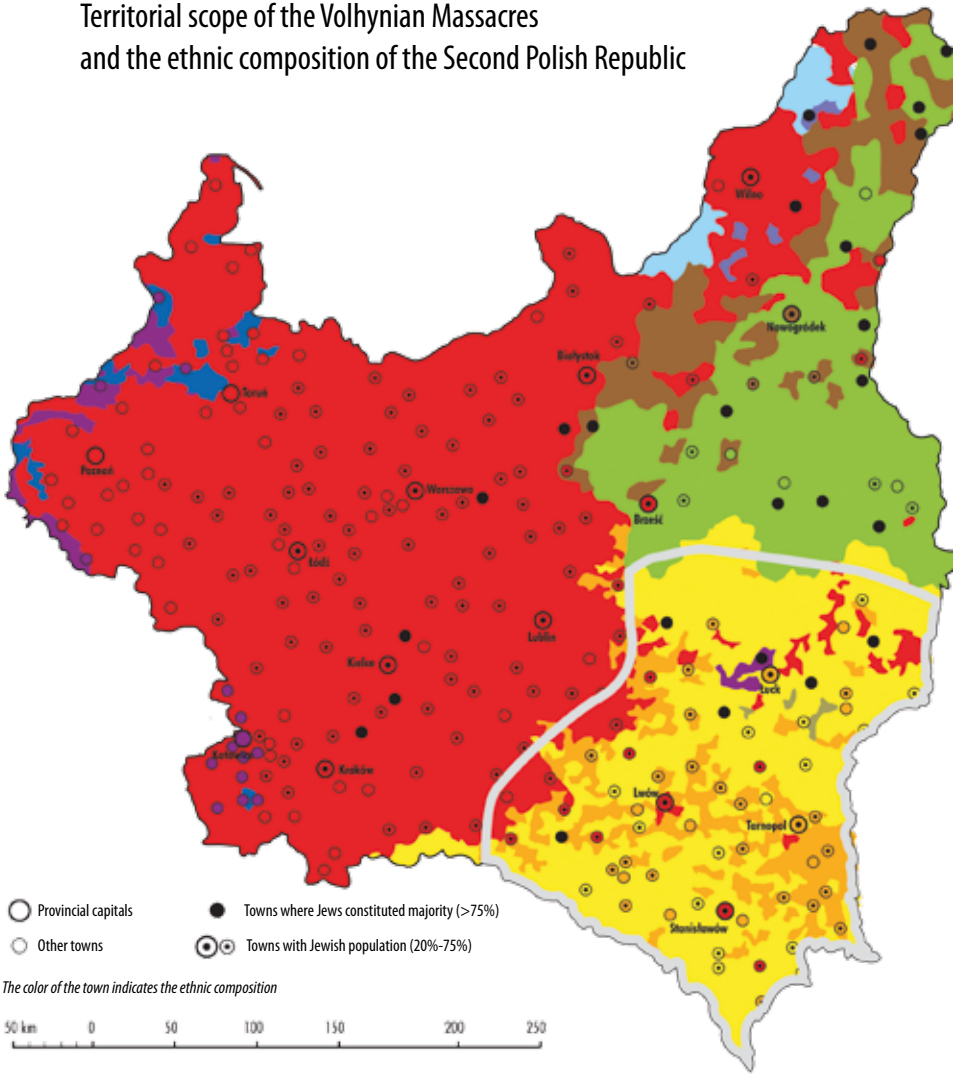 Territorial scope of the Volhynian Massacres
and the ethnic composition of the Second Polish Republic
Wilno
Nowogródek
Białystok
Toruń
Poznań
Warszawa
Brześć
Łódź
Lublin
Kielce
Łuck
Katowice
Kraków
Lwów
Tarnopol
Stanisławów
Provincial capitals
Towns where Jews constituted majority (>75%)
Other towns
Towns with Jewish population (20%-75%)
The color of the town indicates the ethnic composition
50 km 0 50 100 150 200 250